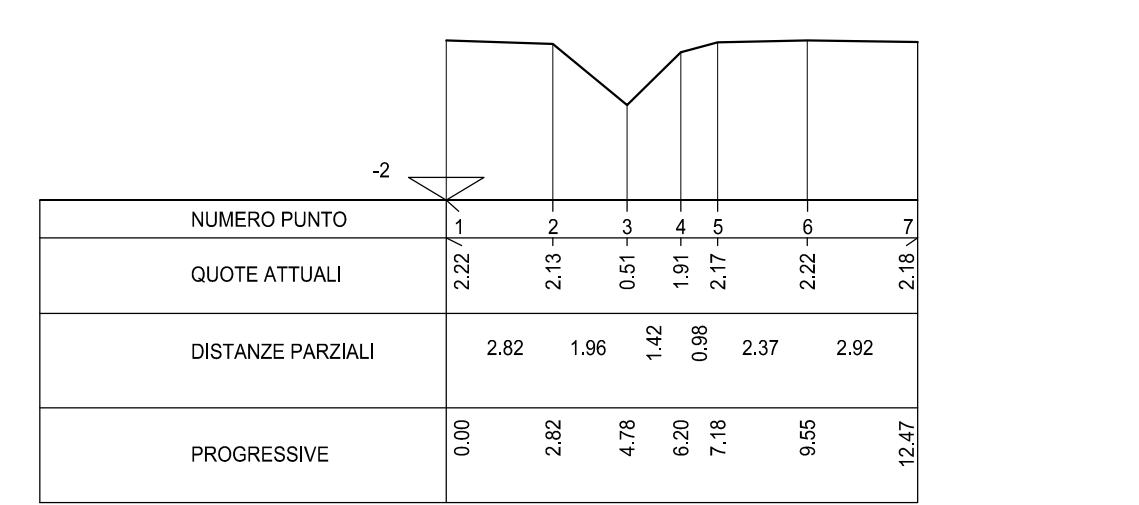 -2
NUMERO PUNTO 1 2 3 4 5 6 7
QUOTE ATTUALI 2.22 2.13 0.51 1.91 2.17 2.22 2.18
DISTANZE PARZIALI 2.82 1.96 1.42 0.98 2.37 2.92
PROGRESSIVE 0.00 2.82 4.78 6.20 7.18 9.55 12.47